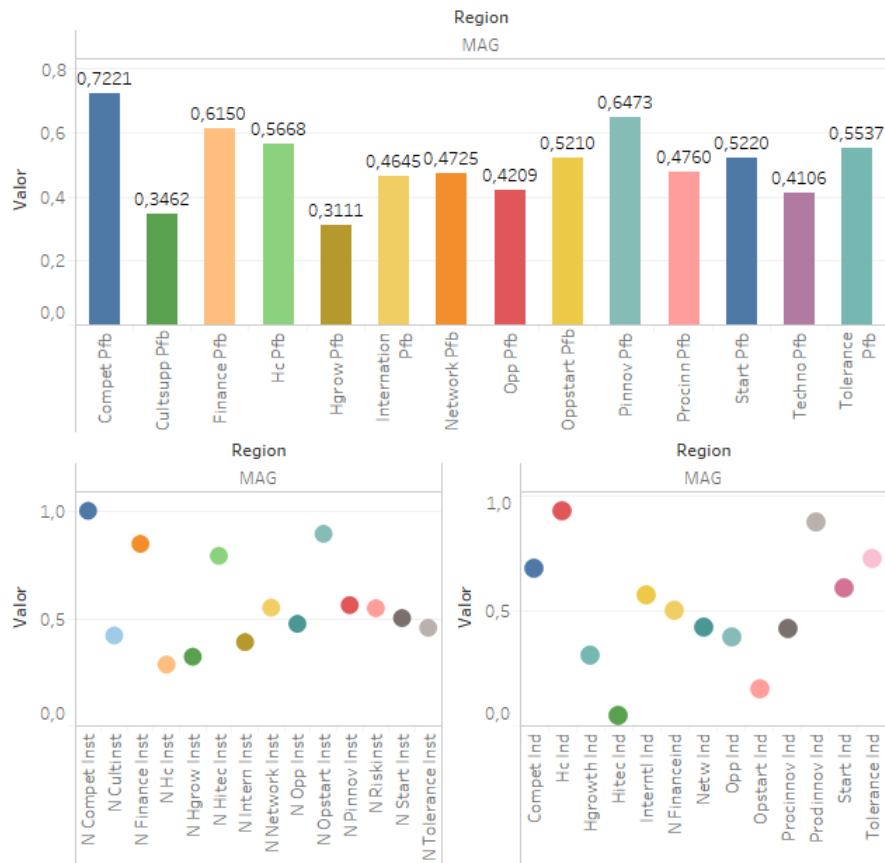 Region
MAG
Valor
0,8
0,6
0,4
0,2
0,0
0,7221
0,3462
0,6150
0,5668
0,3111
0,4645
0,4725
0,4209
0,5210
0,6473
0,4760
0,5220
0,4106
0,5537
Compet Pfb
Cultsupp Pfb
Finance Pfb
Hc Pfb
Hgrow Pfb
Internation
Pfb
Network Pfb
Opp Pfb
Oppstart Pfb
Pinnov Pfb
Procinn Pfb
Start Pfb
Techno Pfb
Tolerance
Pfb
Region
MAG
Valor
1,0
0,5
0,0
N Compet Inst
N Cultinst
N Finance Inst
N Hc Inst
N Hgrow Inst
N Hitec Inst
N Intern Inst
N Network Inst
N Opp Inst
N Opstart Inst
N Pinnov Inst
N Riskinst
N Start Inst
N Tolerance Inst
Region
MAG
Valor
1,0
0,5
0,0
Compet Ind
Hc Ind
Hgrowth Ind
Hitec Ind
Interntl Ind
N Financeind
Netw Ind
Opp Ind
Opstart Ind
Procinnov Ind
Prodinnov Ind
Start Ind
Tolerance Ind